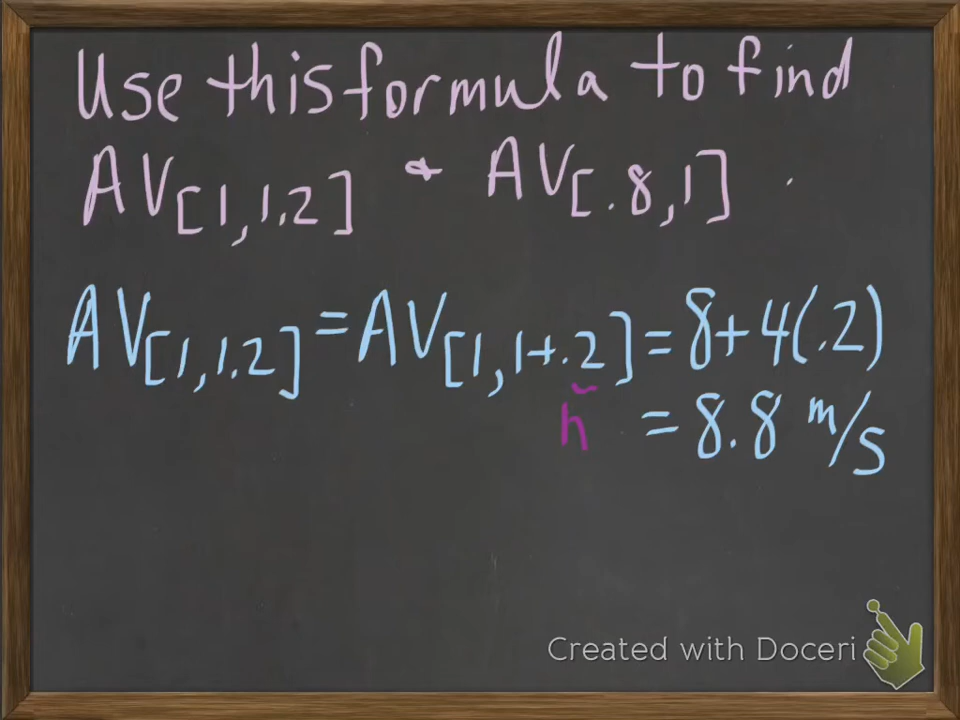 Use this formula to find
AV[1,1.2] & AV[.8,1].
AV[1,1.2] = AV[1,1+.2] = 8+4(.2)
h = 8.8 m/s
Created with Doceri